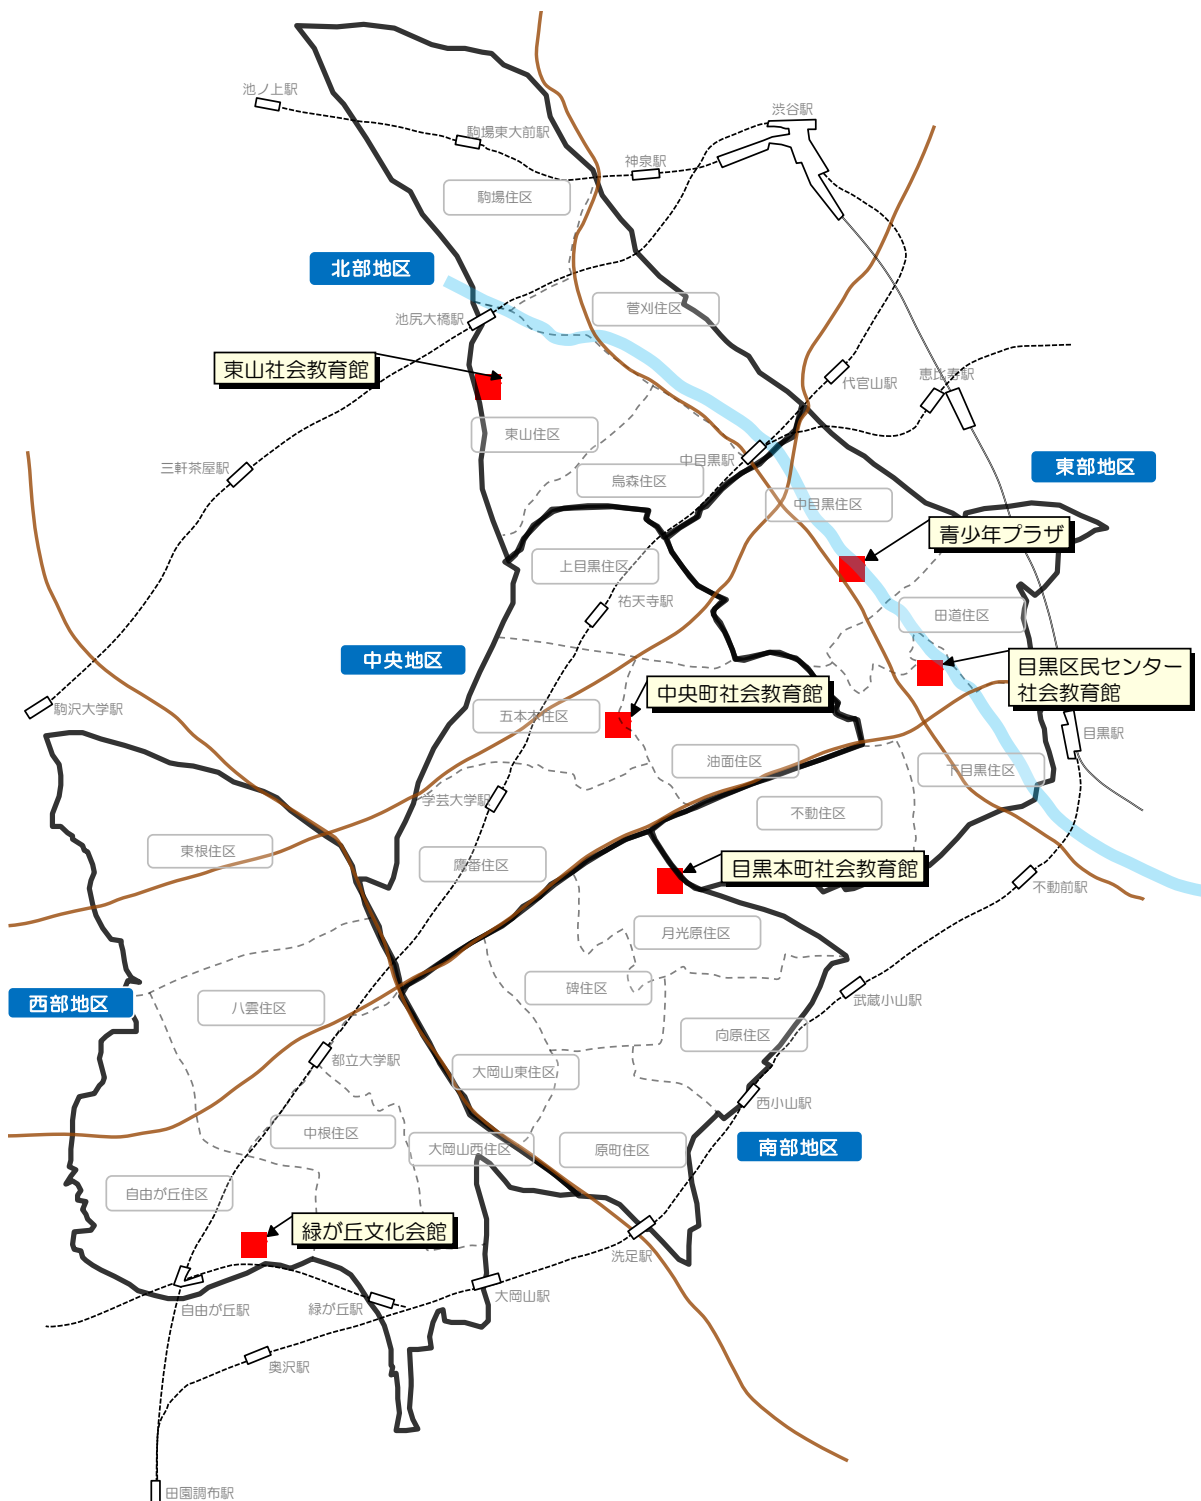 池ノ上駅
渋谷駅
駒場東大前駅
神泉駅
駒場住区
北部地区
菅刈住区
池尻大橋駅
東山社会教育館
代官山駅
恵比寿駅
東山住区
中目黒駅
三軒茶屋駅
東部地区
烏森住区
中目黒住区
青少年プラザ
上目黒住区
祐天寺駅
田道住区
中央地区
目黒区民センター
社会教育館
中央町社会教育館
駒沢大学駅
五本木住区
目黒駅
油面住区
下目黒住区
学芸大学駅
不動住区
東根住区
鷹番住区
目黒本町社会教育館
不動前駅
月光原住区
西部地区
碑住区
武蔵小山駅
八雲住区
向原住区
都立大学駅
大岡山東住区
西小山駅
中根住区
大岡山西住区
原町住区
南部地区
自由が丘住区
緑が丘文化会館
洗足駅
大岡山駅
自由が丘駅
緑が丘駅
奥沢駅
田園調布駅